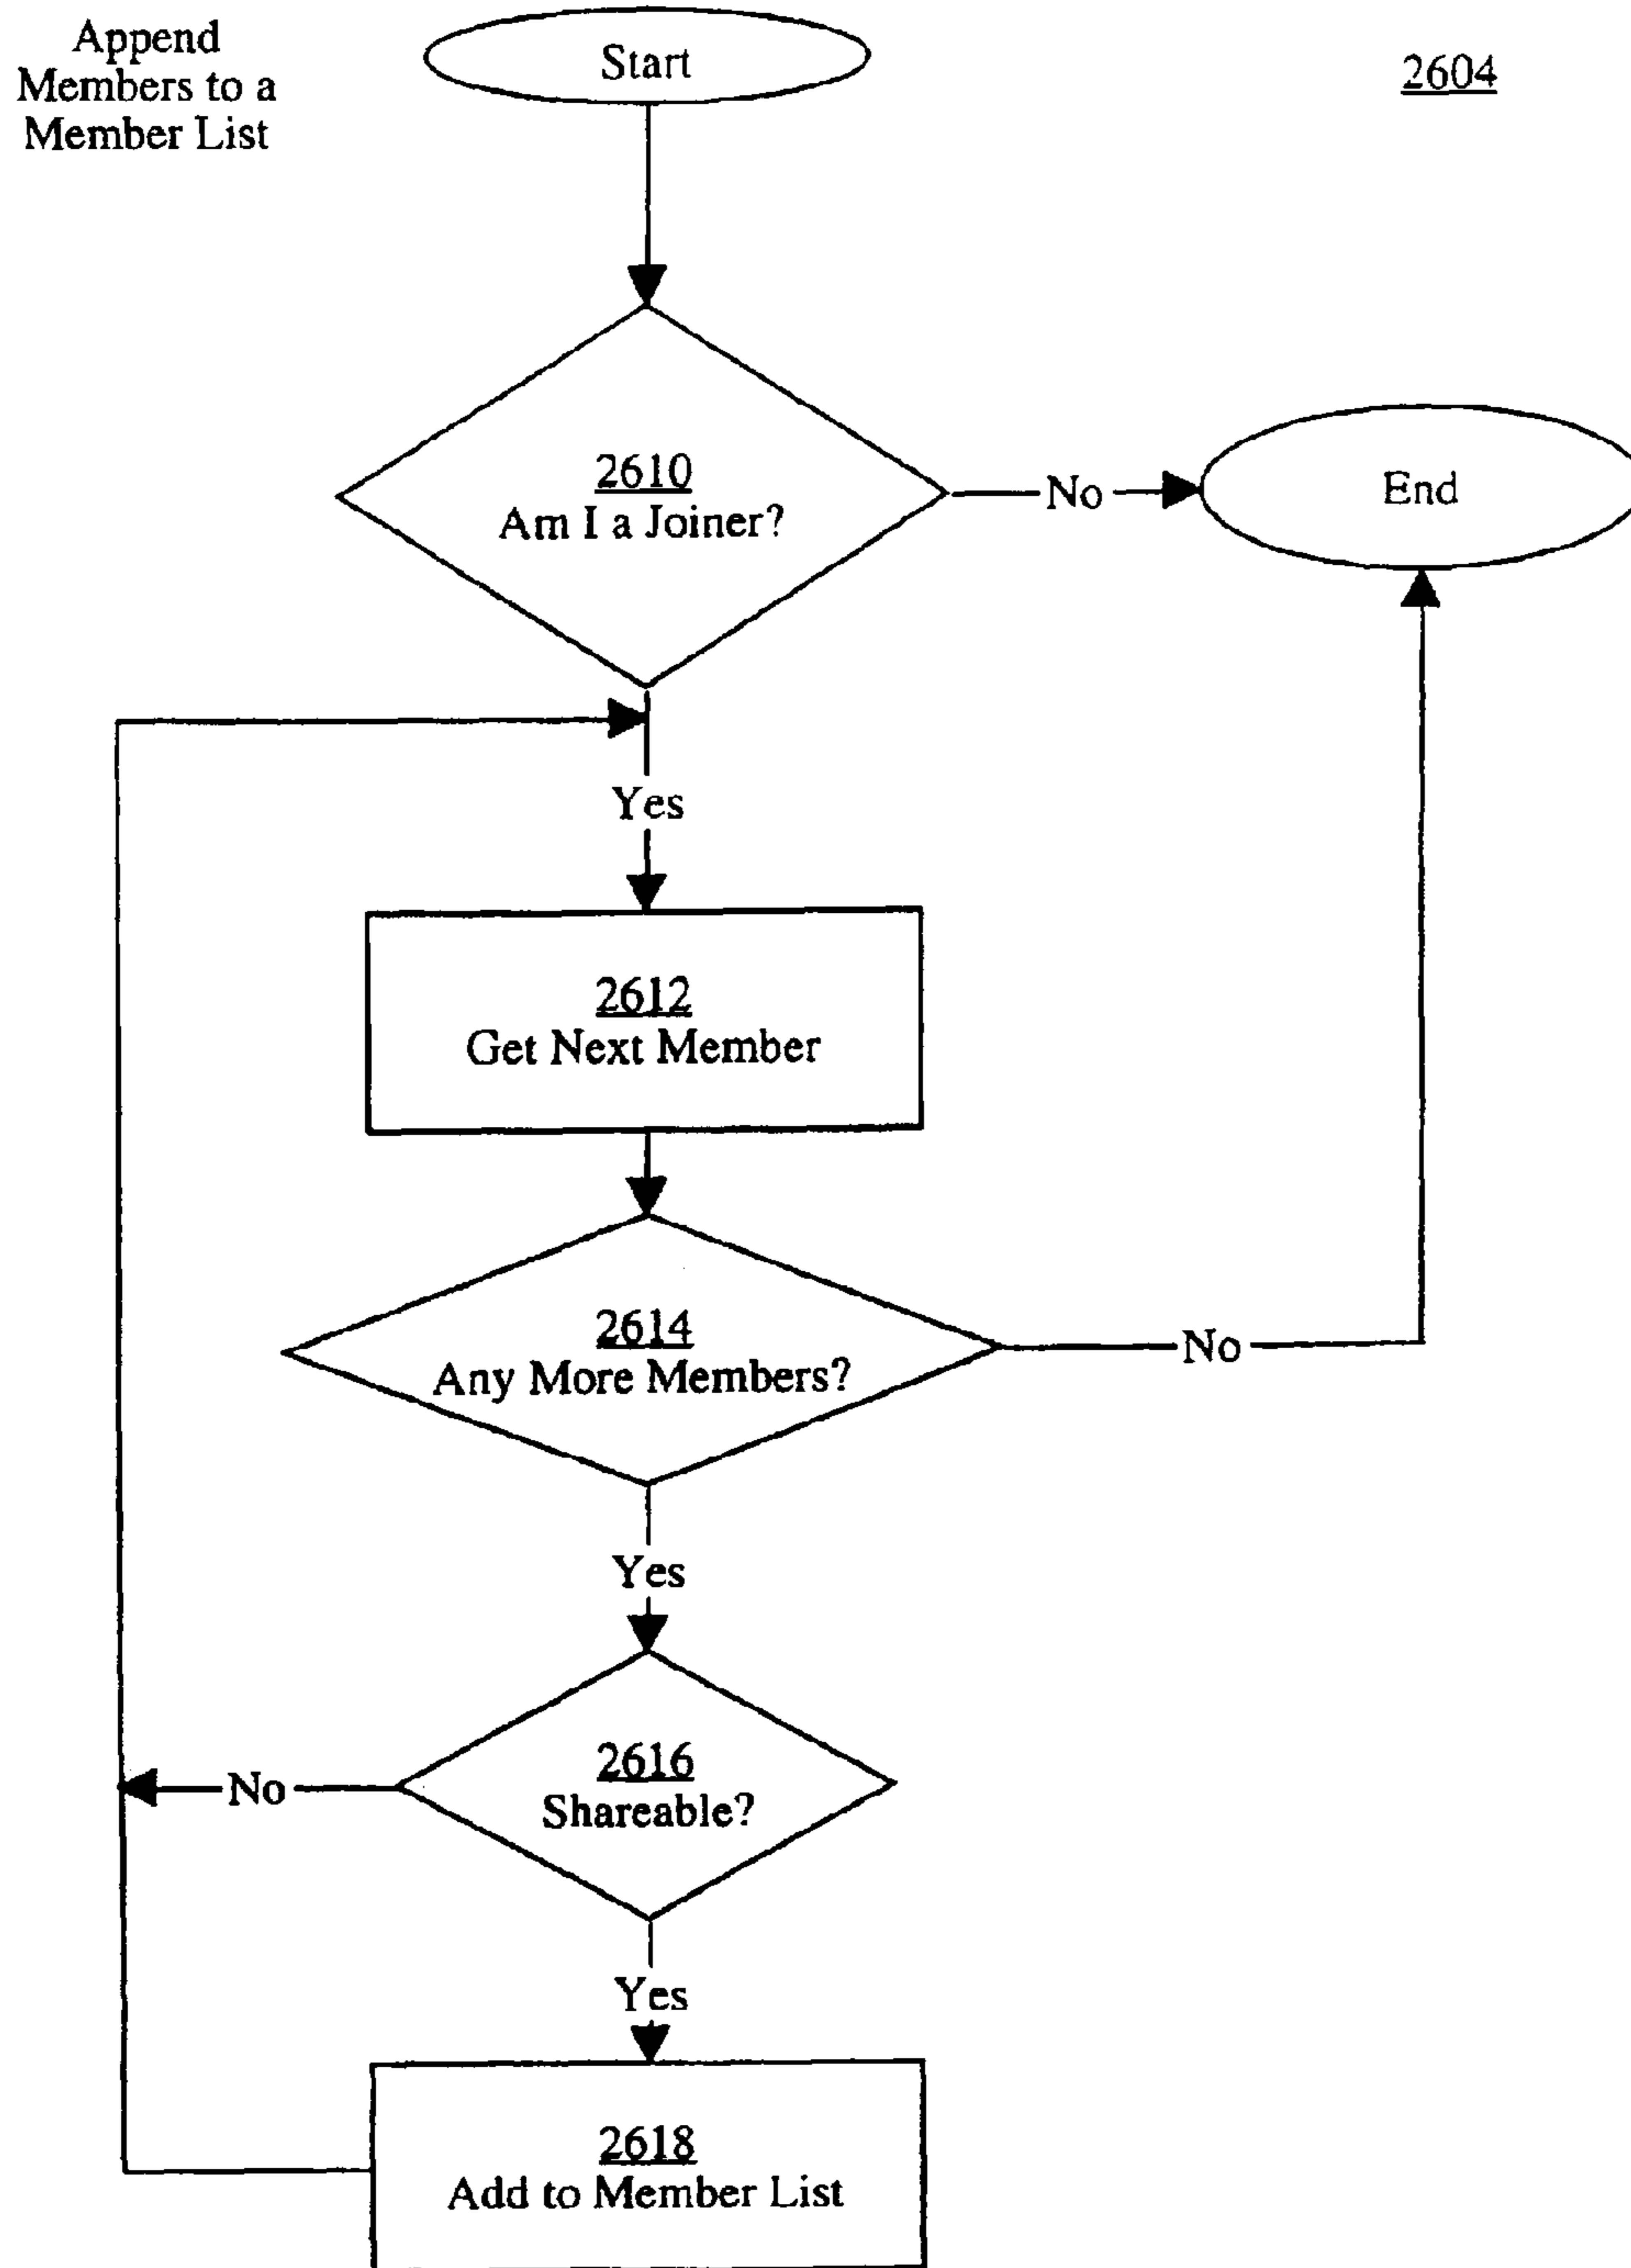 Append
Members to a
Member List
Start
2604
2610
Am I a Joiner?
No
End
Yes
2612
Get Next Member
2614
Any More Members?
No
Yes
2616
Shareable?
No
Yes
2618
Add to Member List